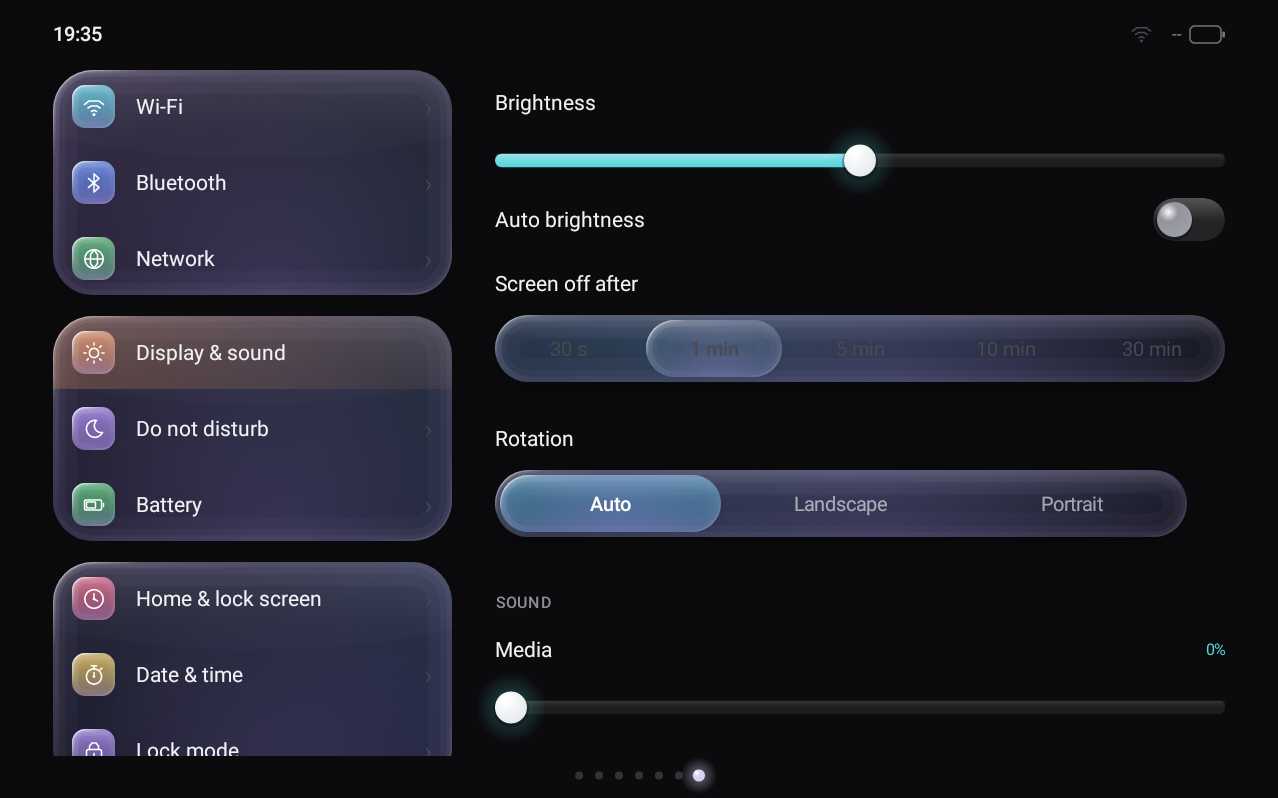 19:35
--
Wi-Fi
Bluetooth
Network
Display & sound
Do not disturb
Battery
Home & lock screen
Date & time
Lock mode
Brightness
Auto brightness
Screen off after
30 s 1 min 5 min 10 min 30 min
Rotation
Auto Landscape Portrait
SOUND
Media 0%